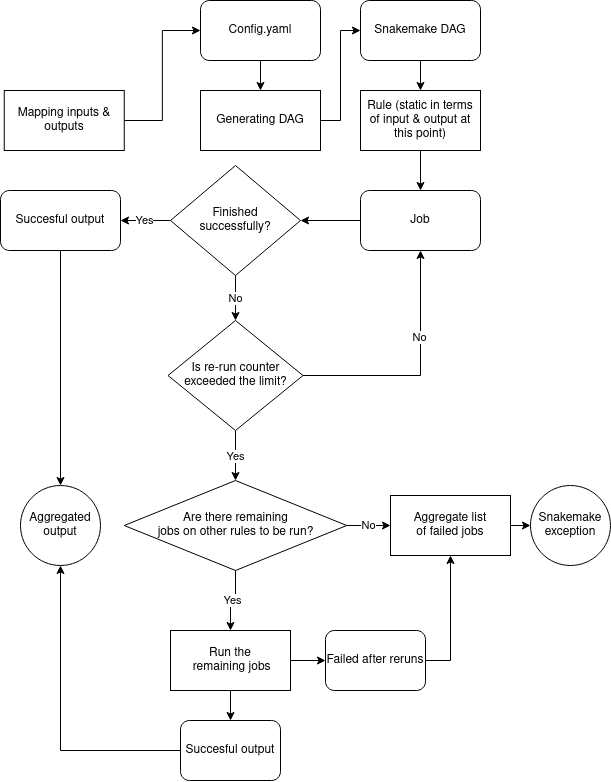 Config.yaml
Snakemake DAG
Mapping inputs &
outputs
Generating DAG
Rule (static in terms
of input & output at
this point)
Succesful output
Yes
Finished
successfully?
Job
No
No
Is re-run counter
exceeded the limit?
Yes
Aggregated
output
Are there remaining
jobs on other rules to be run?
No
Aggregate list
of failed jobs
Snakemake
exception
Yes
Run the
remaining jobs
Failed after reruns
Succesful output